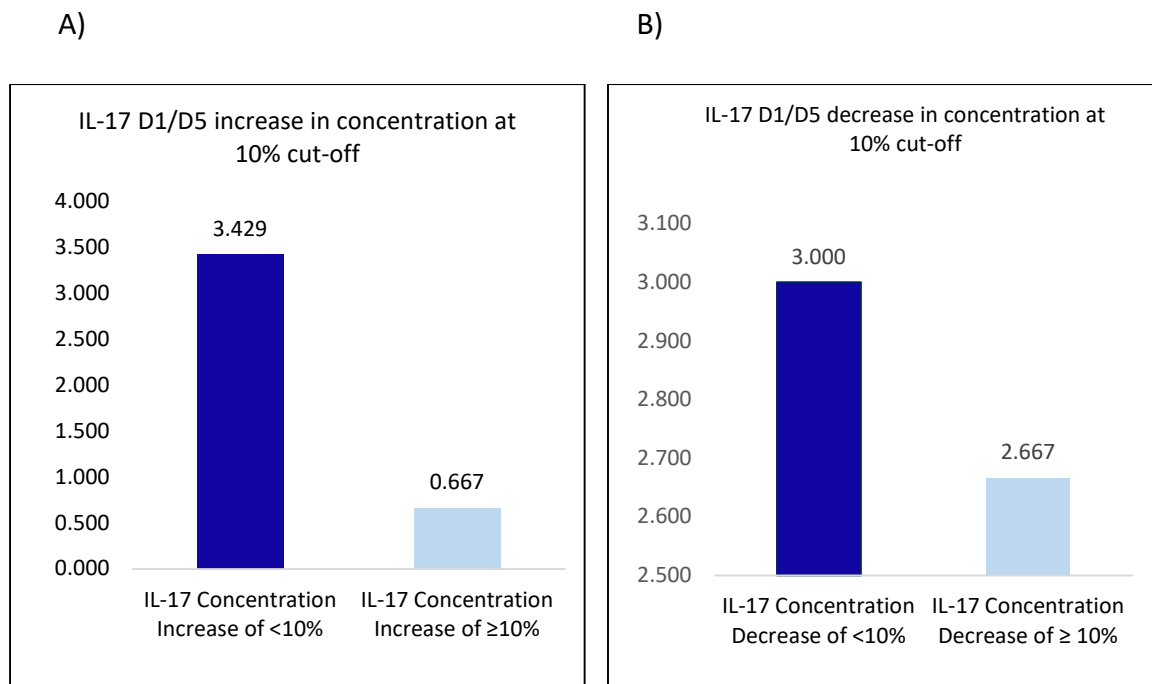 A)
B)
IL-17 D1/D5 increase in concentration at
10% cut-off
4.000
3.500
3.000
2.500
2.000
1.500
1.000
0.500
0.000
3.429
0.667
IL-17 Concentration
Increase of <10%
IL-17 Concentration
Increase of ≥10%
IL-17 D1/D5 decrease in concentration at
10% cut-off
3.100
3.000
2.900
2.800
2.700
2.600
2.500
3.000
2.667
IL-17 Concentration
Decrease of <10%
IL-17 Concentration
Decrease of ≥ 10%